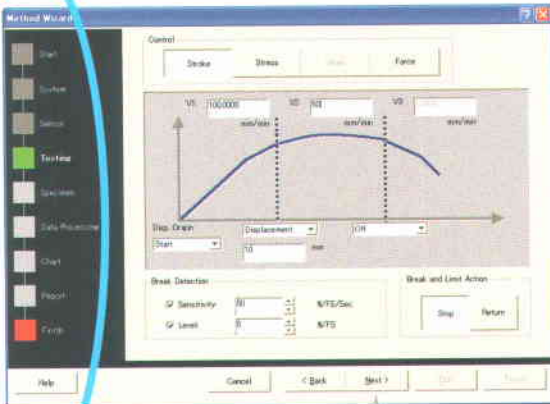 Method Wizard
Control
Start
Stroke Stress Force
System
Sensor
V1 100.0000 V2 50
mm/min mm/min mm/min
Testing
Specimen
Data Processing
Disp. Origin Displacement Off
Start 10 mm
Chart
Break Detection Break and Limit Action
Report
Sensitivity %/FS/Sec
Level %/FS
Stop Return
Finish
Help Cancel < Back Next >